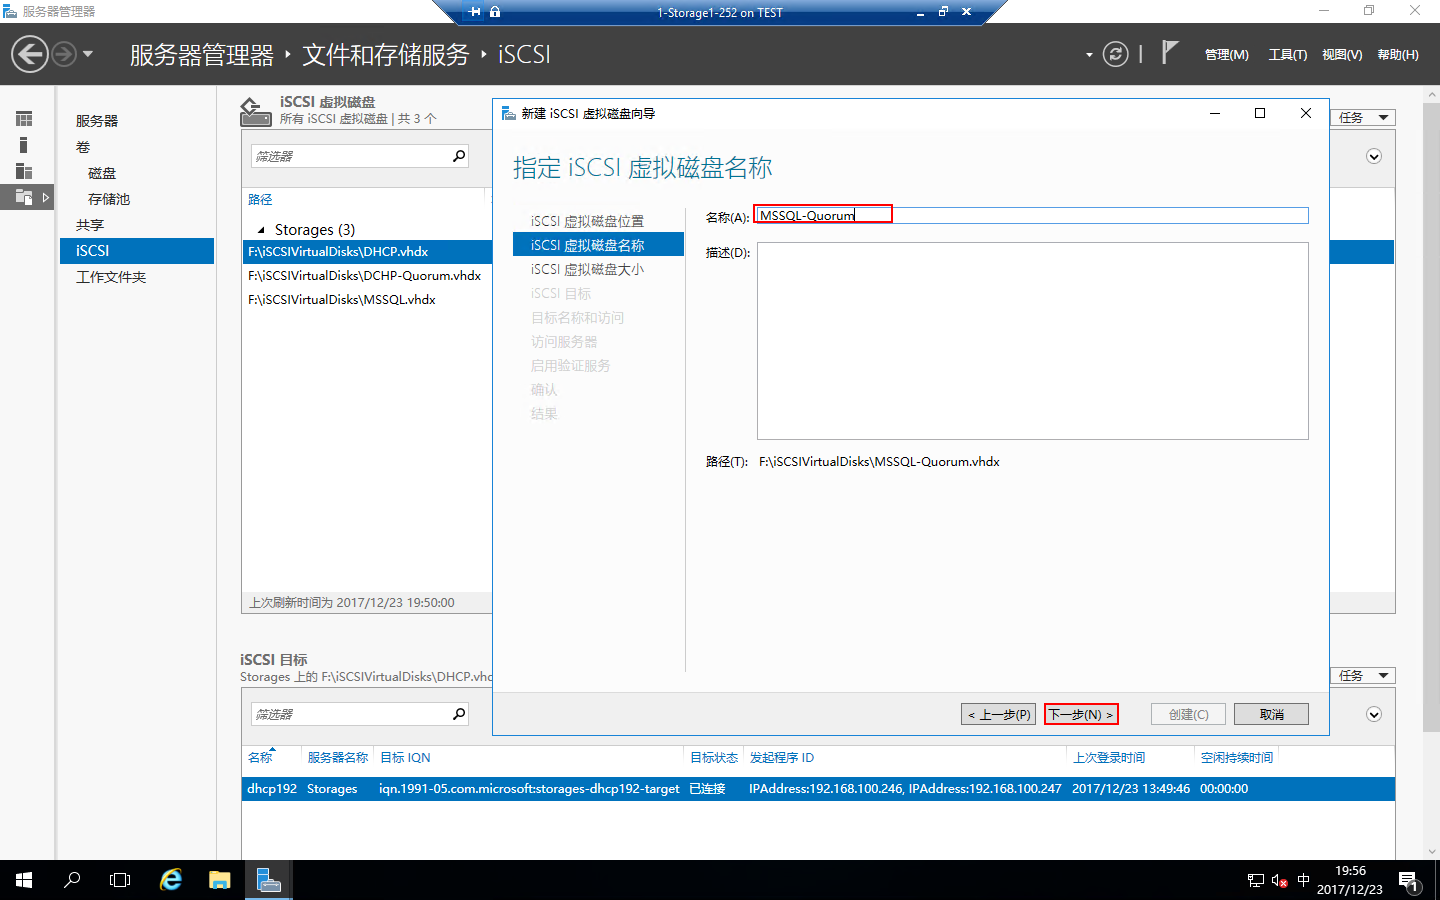 服务器管理器
1-Storage1-252 on TEST
服务器管理器 · 文件和存储服务 · iSCSI
管理(M) 工具(T) 视图(V) 帮助(H)
服务器
卷
磁盘
存储池
共享
iSCSI
工作文件夹
iSCSI 虚拟磁盘
所有 iSCSI 虚拟磁盘 | 共 3 个
任务
筛选器
路径
Storages (3)
F:\iSCSIVirtualDisks\DHCP.vhdx
F:\iSCSIVirtualDisks\DCHP-Quorum.vhdx
F:\iSCSIVirtualDisks\MSSQL.vhdx
上次刷新时间为 2017/12/23 19:50:00
新建 iSCSI 虚拟磁盘向导
指定 iSCSI 虚拟磁盘名称
iSCSI 虚拟磁盘位置
iSCSI 虚拟磁盘名称
iSCSI 虚拟磁盘大小
iSCSI 目标
目标名称和访问
访问服务器
启用验证服务
确认
结果
名称(A): MSSQL-Quorum
描述(D):
路径(T): F:\iSCSIVirtualDisks\MSSQL-Quorum.vhdx
< 上一步(P) 下一步(N) > 创建(C) 取消
iSCSI 目标
Storages 上的 F:\iSCSIVirtualDisks\DHCP.vhd
任务
筛选器
名称 服务器名称 目标 IQN 目标状态 发起程序 ID 上次登录时间 空闲持续时间
dhcp192 Storages iqn.1991-05.com.microsoft:storages-dhcp192-target 已连接 IPAddress:192.168.100.246, IPAddress:192.168.100.247 2017/12/23 13:49:46 00:00:00
中
19:56
2017/12/23
1